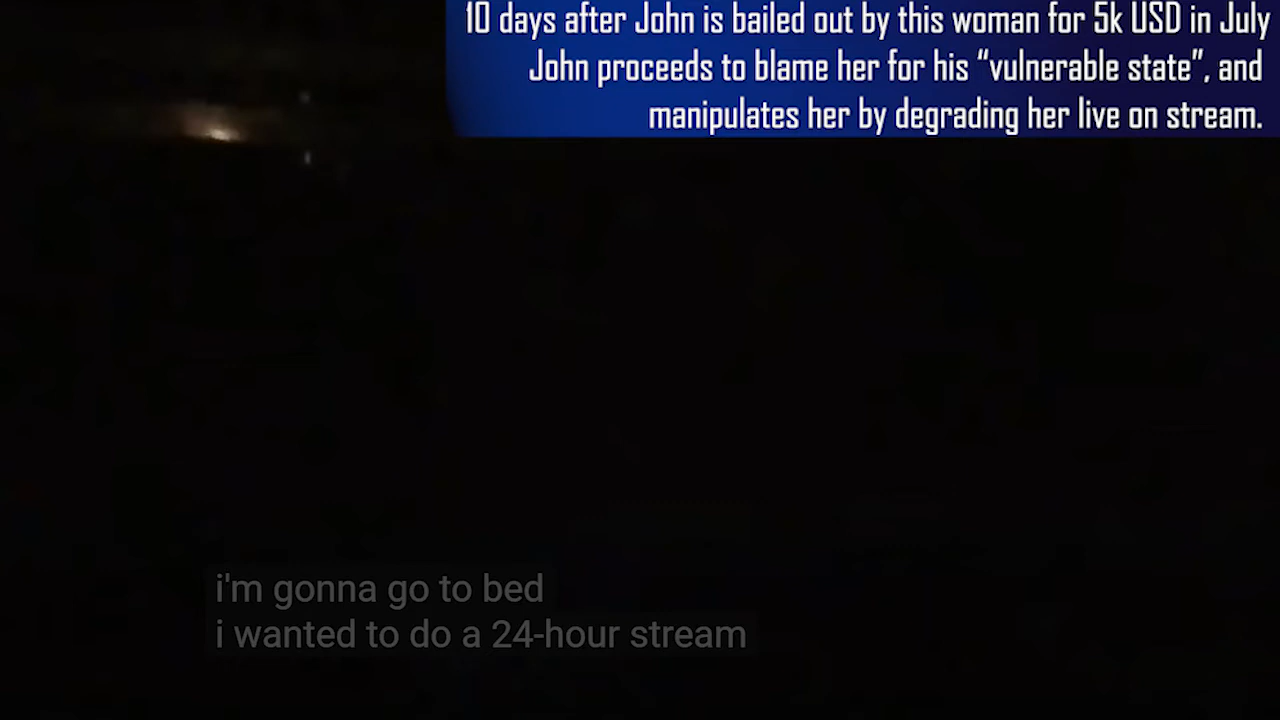 10 days after John is bailed out by this woman for 5k USD in July
John proceeds to blame her for his “vulnerable state”, and
manipulates her by degrading her live on stream.
i'm gonna go to bed
i wanted to do a 24-hour stream